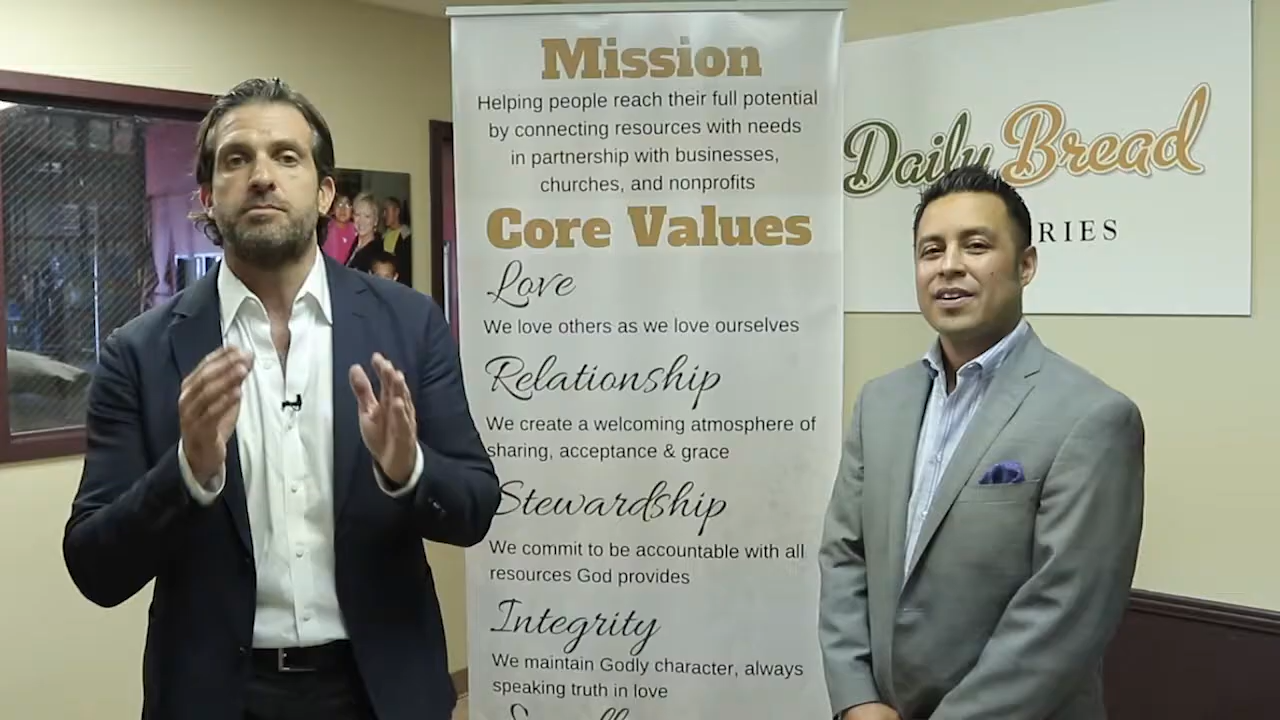 Mission
Helping people reach their full potential
by connecting resources with needs
in partnership with businesses,
churches, and nonprofits
Core Values
Love
We love others as we love ourselves
Relationship
We create a welcoming atmosphere of
sharing, acceptance & grace
Stewardship
We commit to be accountable with all
resources God provides
Integrity
We maintain Godly character, always
speaking truth in love
Daily Bread
RIES